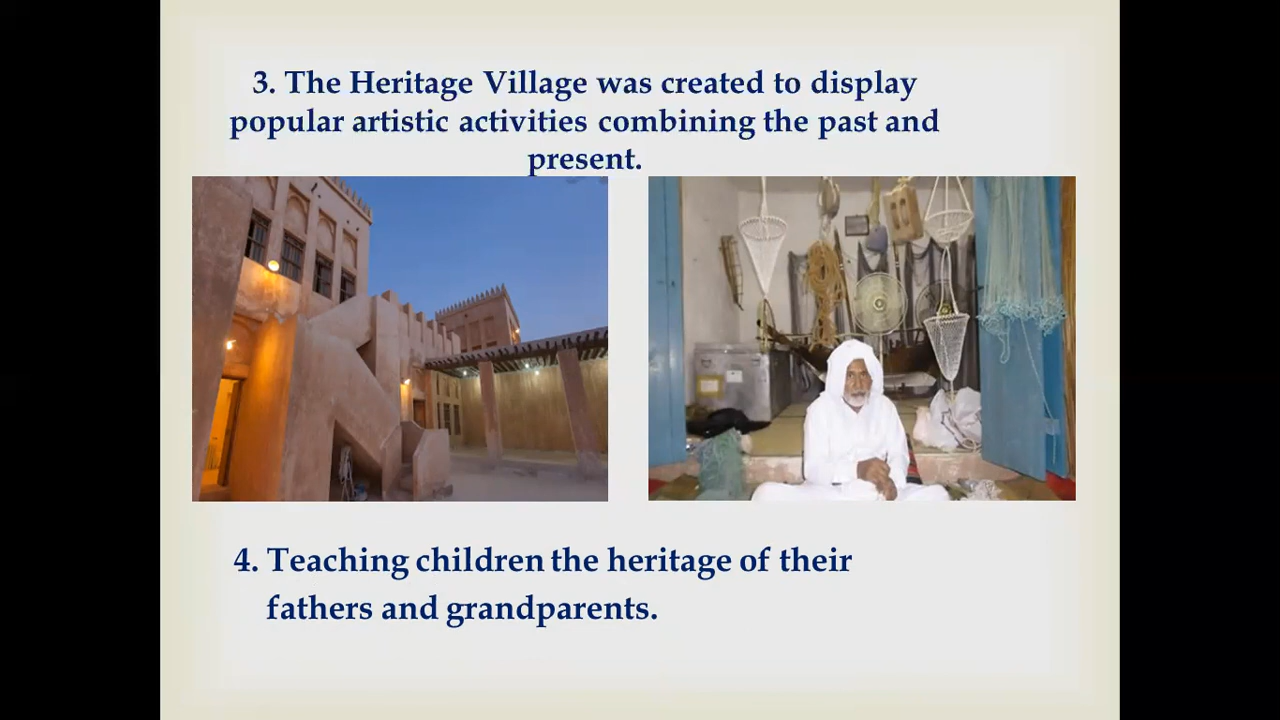 3. The Heritage Village was created to display
popular artistic activities combining the past and
present.
4. Teaching children the heritage of their
fathers and grandparents.